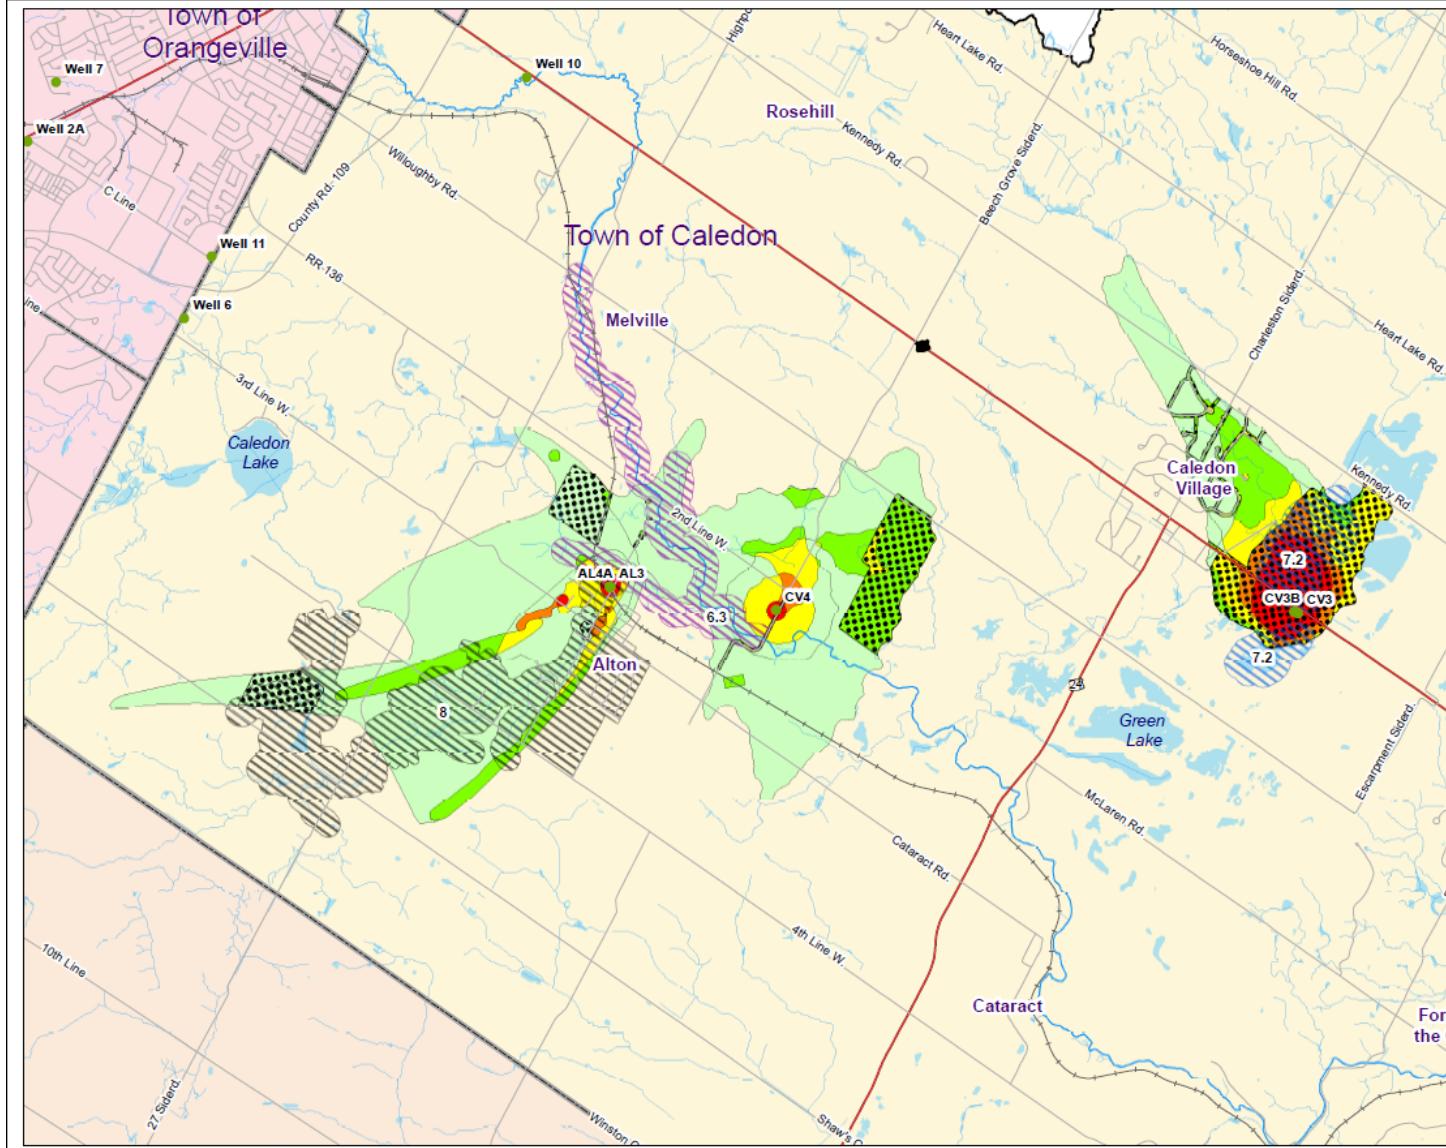 Town of
Orangeville
Well 7
Well 2A
C Line
Well 10
Rosehill
Heart Lake Rd.
Horseshoe Hill Rd.
Kennedy Rd.
Willoughby Rd.
County Rd. 109
Beech Grove Siderd.
Well 11
RR 136
Town of Caledon
Well 6
Melville
Charleston Siderd.
Heart Lake Rd.
3rd Line W.
Caledon
Lake
Caledon
Village
Kennedy Rd.
2nd Line W.
7.2
AL4A AL3
CV4
CV3B CV3
6.3
Alton
7.2
8
24
Green
Lake
Escarpment Siderd.
McLaren Rd.
Cataract Rd.
4th Line W.
10th Line
Cataract
For
the
27 Siderd.
Winston
Shaw's